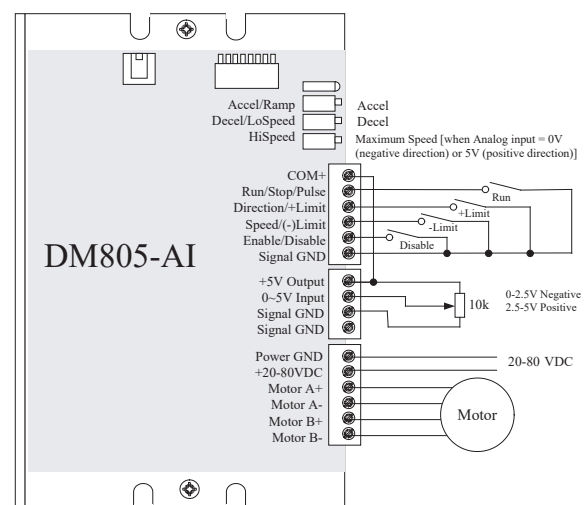 Accel/Ramp
Accel
Decel/LoSpeed
Decel
HiSpeed
Maximum Speed [when Analog input = 0V
(negative direction) or 5V (positive direction)]
COM+
Run/Stop/Pulse
Run
Direction/+Limit
+Limit
Speed/(-)Limit
-Limit
Enable/Disable
Disable
Signal GND
DM805-AI
+5V Output
0~5V Input
Signal GND
Signal GND
10k
0-2.5V Negative
2.5-5V Positive
Power GND
+20-80VDC
20-80 VDC
Motor A+
Motor A-
Motor B+
Motor B-
Motor